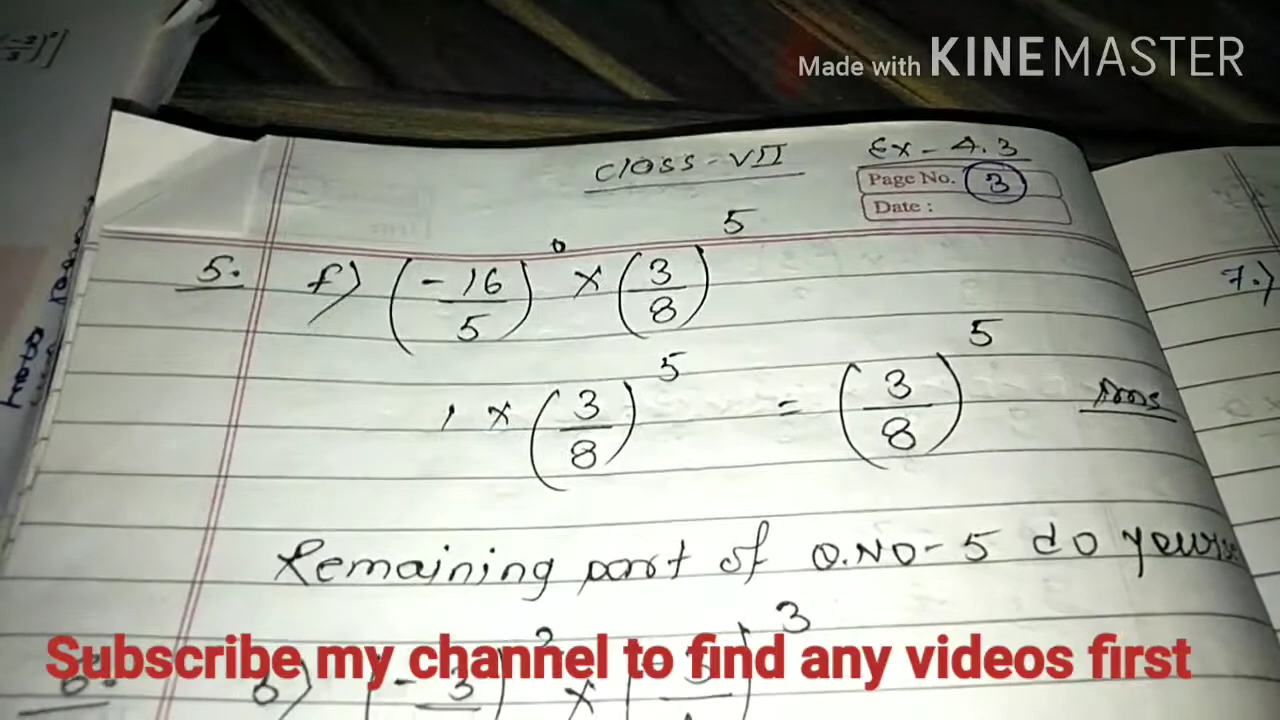 Made with KINEMASTER
Class-VII Ex-4.3
Page No. 3
Date :
5. f) (-16/5)^0 × (3/8)^5
7.)
1 × (3/8)^5 = (3/8)^5 Ans
Remaining part of Q.NO-5 do
Subscribe my channel to find any videos first
b) (-3